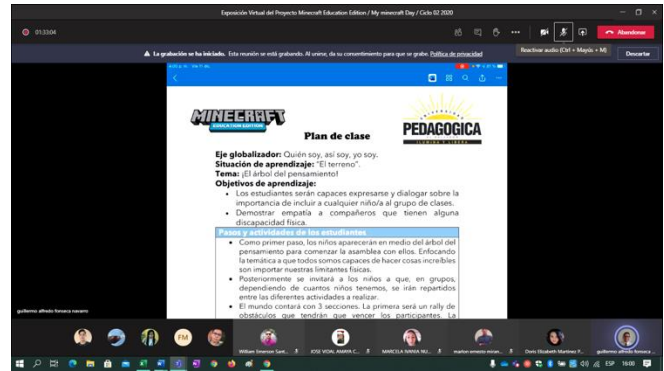 Exposición Virtual del Proyecto Minecraft Education Edition / My minecraft Day / Ciclo 02 2020
01:33:04
Abandonar
La grabación se ha iniciado. Esta reunión se está grabando. Al unirse, da su consentimiento para que se grabe. Política de privacidad
Reactivar audio (Ctrl + Mayús + M)
Descartar
MINECRAFT
EDUCATION EDITION
UNIVERSIDAD
PEDAGOGICA
ILUMINA Y LIBERA
Plan de clase
Eje globalizador: Quién soy, así soy, yo soy.
Situación de aprendizaje: "El terreno".
Tema: ¡El árbol del pensamiento!
Objetivos de aprendizaje:
• Los estudiantes serán capaces expresarse y dialogar sobre la
importancia de incluir a cualquier niño/a al grupo de clases.
• Demostrar empatía a compañeros que tienen alguna
discapacidad física.
Pasos y actividades de los estudiantes
• Como primer paso, los niños aparecerán en medio del árbol del
pensamiento para comenzar la asamblea con ellos. Enfocando
la temática a que todos somos capaces de hacer cosas increíbles
son importar nuestras limitantes físicas.
• Posteriormente se invitará a los niños a que, en grupos,
dependiendo de cuantos niños tenemos, se irán repartidos
entre las diferentes actividades a realizar.
• El mundo contará con 3 secciones. La primera será un rally de
obstáculos que tendrán que vencer los participantes. La
guillermo alfredo fonseca navarro
FM
William Emerson Sant...
JOSE VIDAL AMAYA C...
MARCELA IVANIA NU...
marlon ernesto miran...
Doris Elizabeth Martinez P...
guillermo alfredo fonseca ...
ESP
16:08